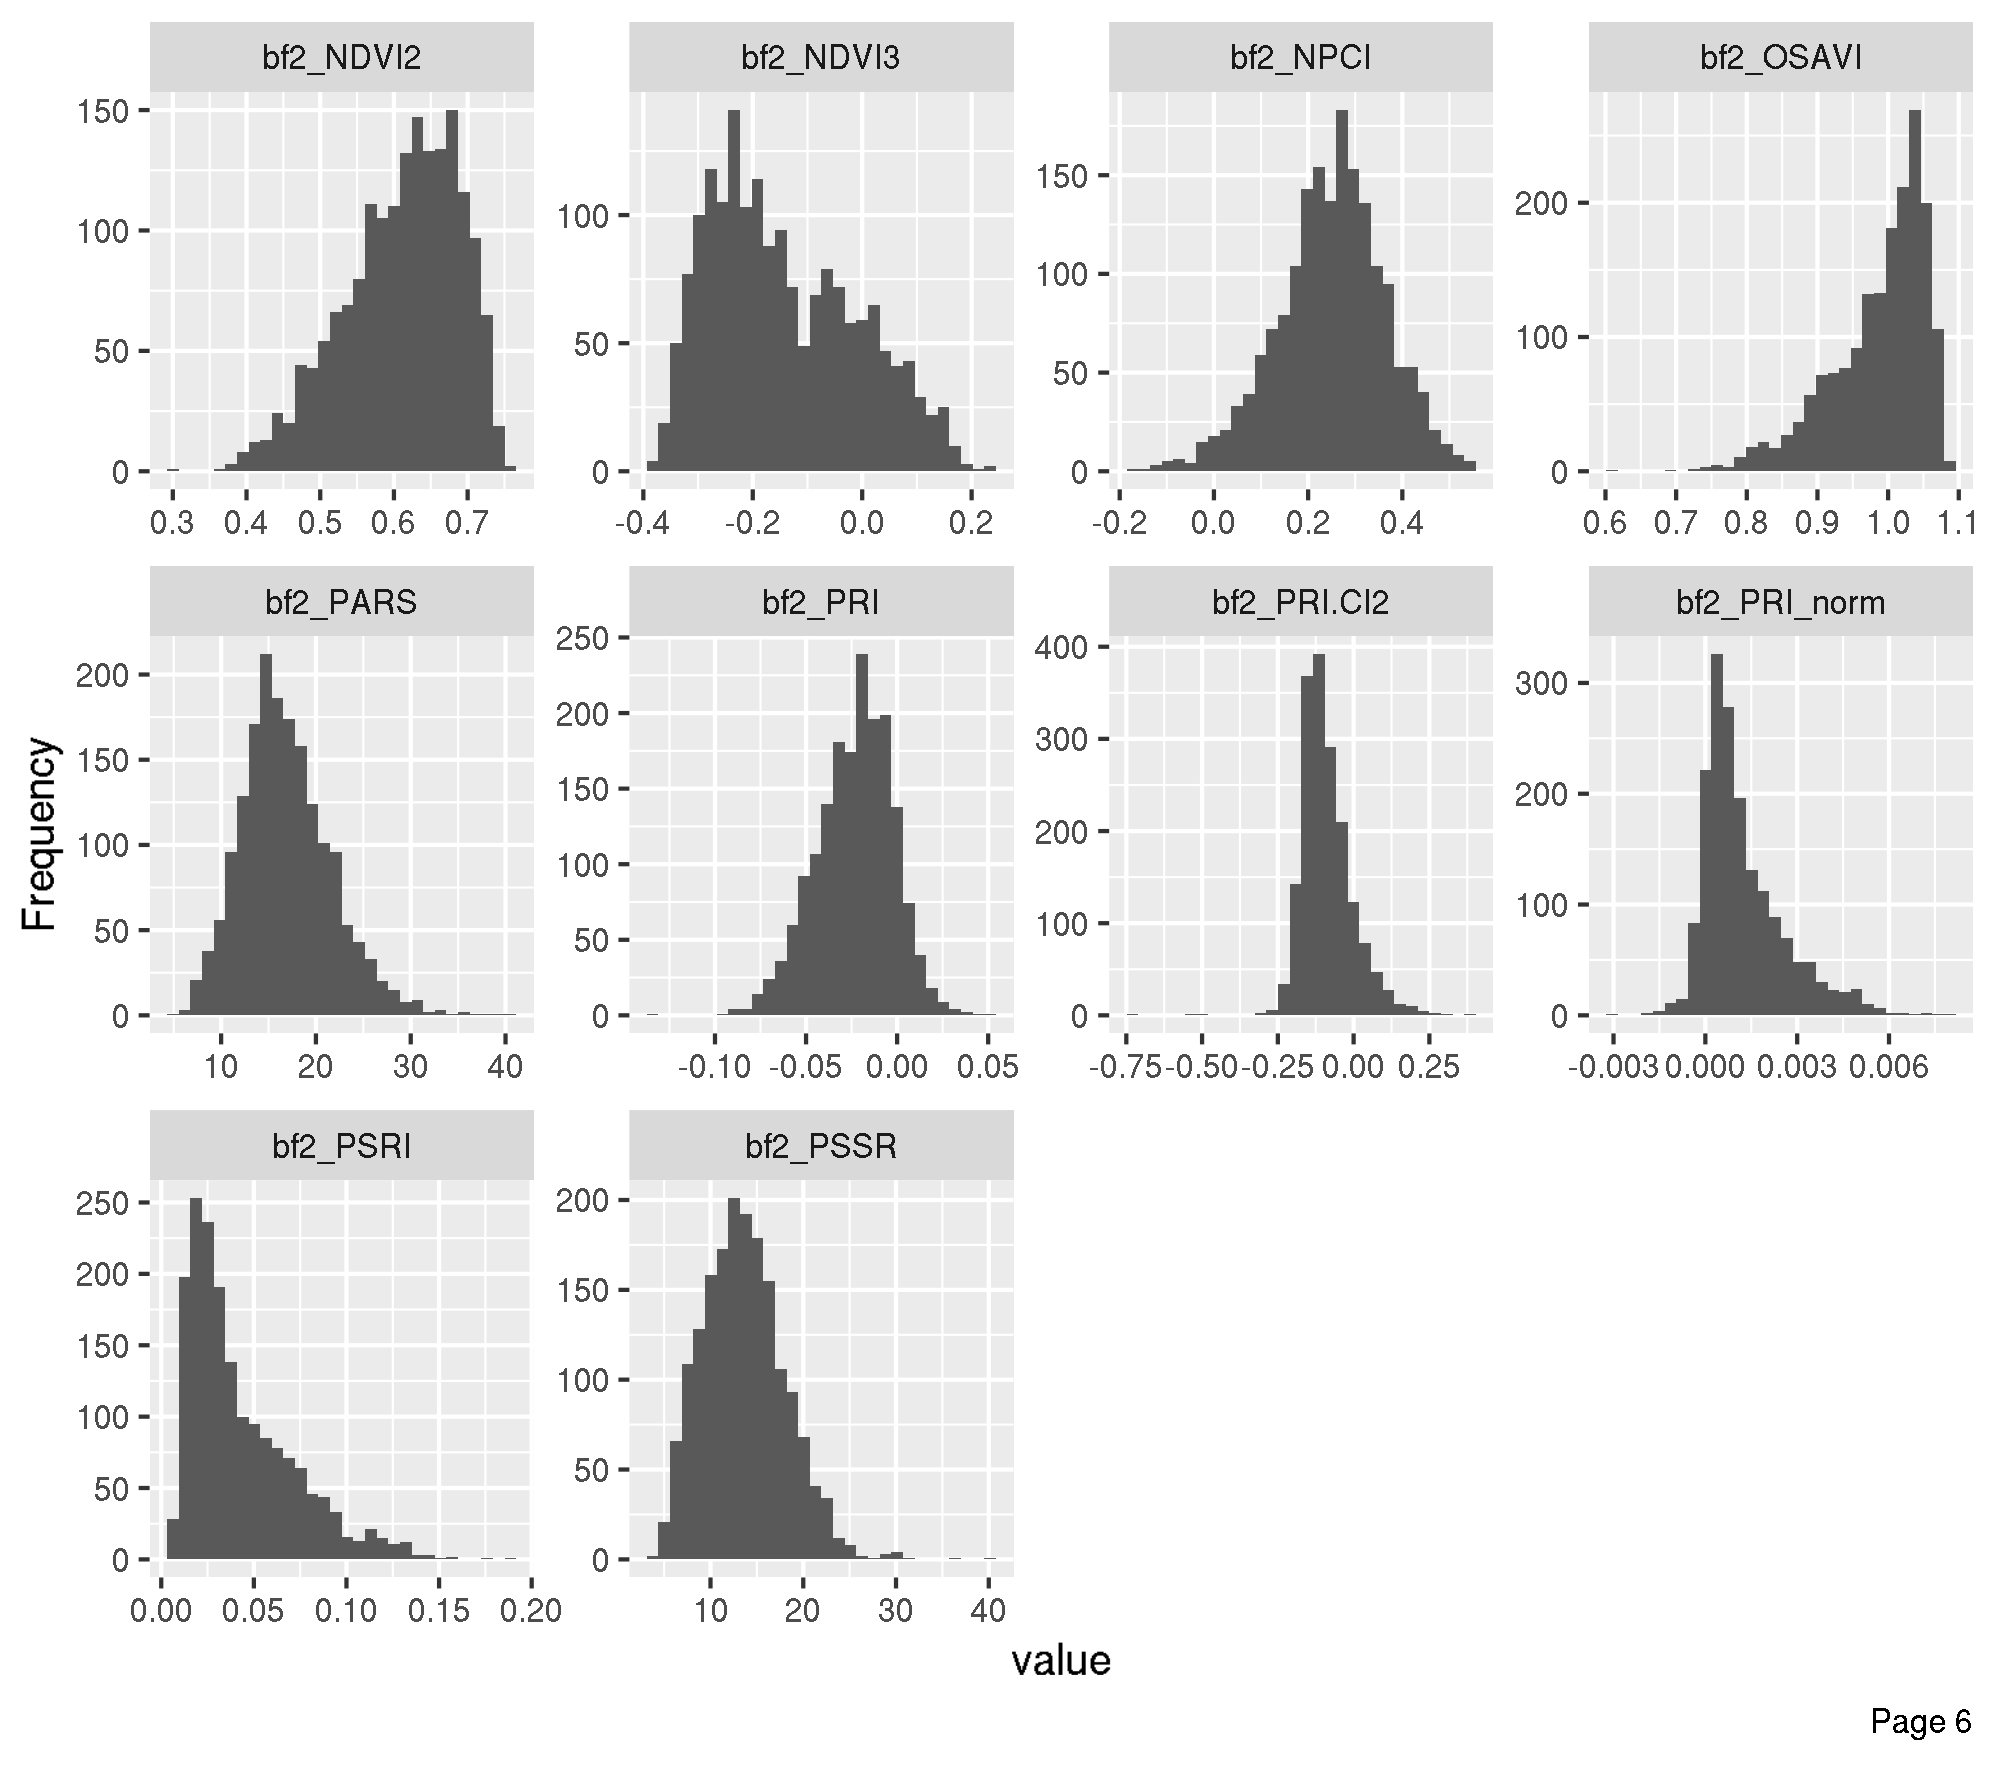 bf2_NDVI2 bf2_NDVI3 bf2_NPCI bf2_OSAVI
150 100 50 0
100 50 0
150 100 50 0
200 100 0
0.3 0.4 0.5 0.6 0.7
-0.4 -0.2 0.0 0.2
-0.2 0.0 0.2 0.4
0.6 0.7 0.8 0.9 1.0 1.1
bf2_PARS bf2_PRI bf2_PRI.CI2 bf2_PRI_norm
200 150 100 50 0
250 200 150 100 50 0
400 300 200 100 0
300 200 100 0
10 20 30 40
-0.10 -0.05 0.00 0.05
-0.75 -0.50 -0.25 0.00 0.25
-0.003 0.000 0.003 0.006
Frequency
bf2_PSRI bf2_PSSR
250 200 150 100 50 0
200 150 100 50 0
0.00 0.05 0.10 0.15 0.20
10 20 30 40
value
Page 6